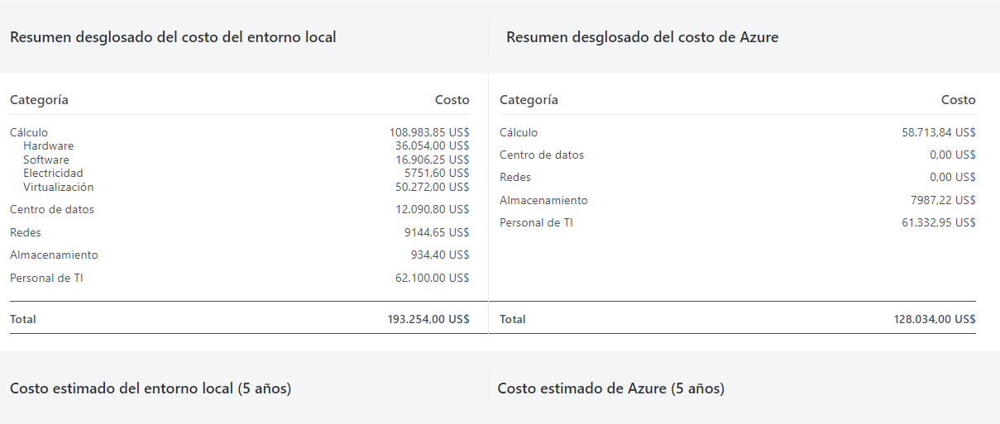 Resumen desglosado del costo del entorno local
Resumen desglosado del costo de Azure
Categoría Costo
Cálculo 108.983,85 US$
Hardware 36.054,00 US$
Software 16.906,25 US$
Electricidad 5751,60 US$
Virtualización 50.272,00 US$
Centro de datos 12.090,80 US$
Redes 9144,65 US$
Almacenamiento 934,40 US$
Personal de TI 62.100,00 US$
Total 193.254,00 US$
Categoría Costo
Cálculo 58.713,84 US$
Centro de datos 0,00 US$
Redes 0,00 US$
Almacenamiento 7987,22 US$
Personal de TI 61.332,95 US$
Total 128.034,00 US$
Costo estimado del entorno local (5 años)
Costo estimado de Azure (5 años)